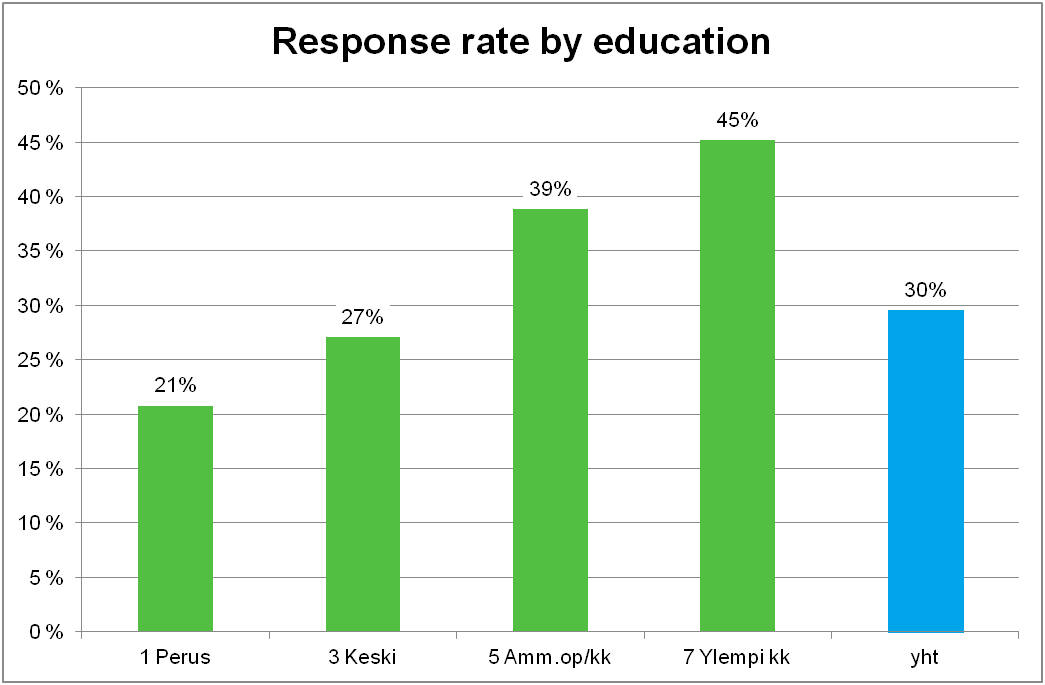 Response rate by education
50 %
45 %
40 %
35 %
30 %
25 %
20 %
15 %
10 %
5 %
0 %
21%
27%
39%
45%
30%
1 Perus
3 Keski
5 Amm.op/kk
7 Ylempi kk
yht